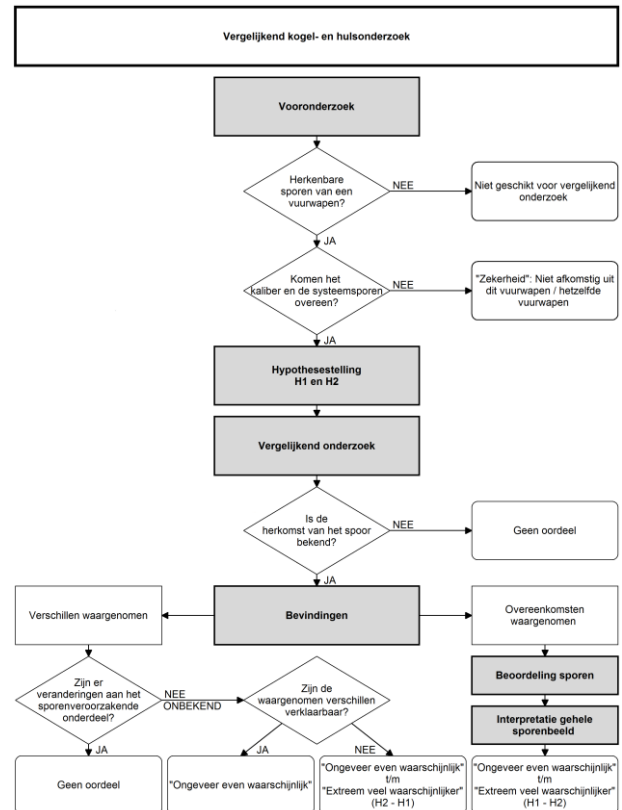 Vergelijkend kogel- en hulsonderzoek
Vooronderzoek
Herkenbare
sporen van een
vuurwapen?
NEE
Niet geschikt voor vergelijkend
onderzoek
JA
Komen het
kaliber en de systeemsporen
overeen?
NEE
"Zekerheid": Niet afkomstig uit
dit vuurwapen / hetzelfde
vuurwapen
JA
Hypothesestelling
H1 en H2
Vergelijkend onderzoek
Is de
herkomst van het spoor
bekend?
NEE
Geen oordeel
JA
Verschillen waargenomen
Bevindingen
Overeenkomsten
waargenomen
Zijn er
veranderingen aan het
sporenveroorzakende
onderdeel?
NEE
ONBEKEND
Zijn de
waargenomen verschillen
verklaarbaar?
Beoordeling sporen
Interpretatie gehele
sporenbeeld
JA
JA
NEE
Geen oordeel
"Ongeveer even waarschijnlijk"
"Ongeveer even waarschijnlijk"
t/m
"Extreem veel waarschijnlijker"
(H2 - H1)
"Ongeveer even waarschijnlijk"
t/m
"Extreem veel waarschijnlijker"
(H1 - H2)